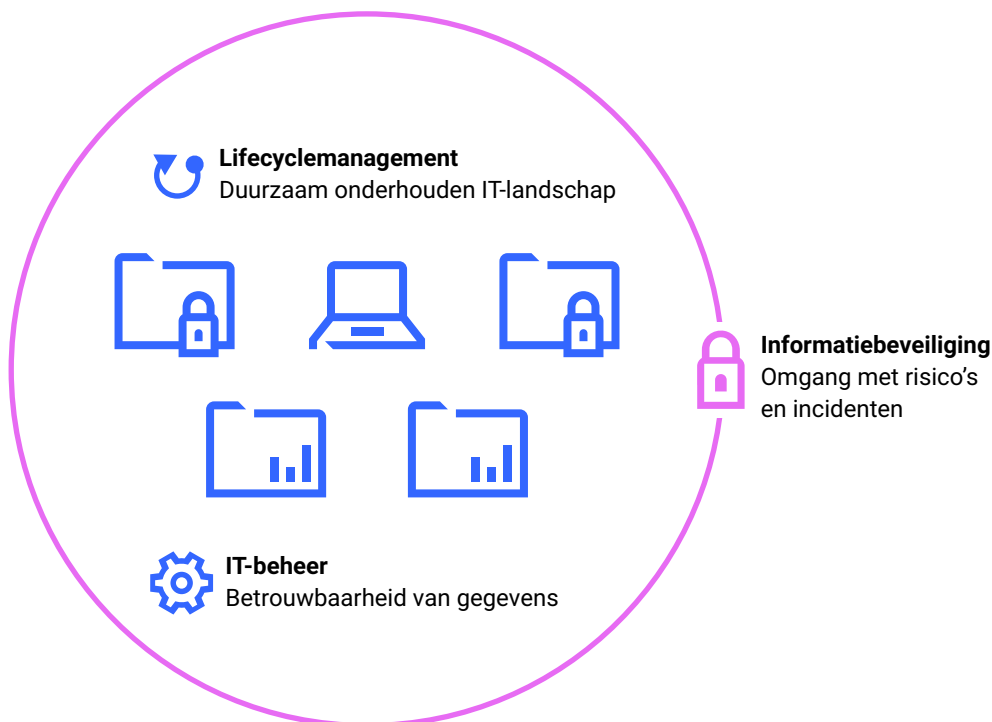 Lifecyclemanagement
Duurzaam onderhouden IT-landschap
Informatiebeveiliging
Omgang met risico’s
en incidenten
IT-beheer
Betrouwbaarheid van gegevens